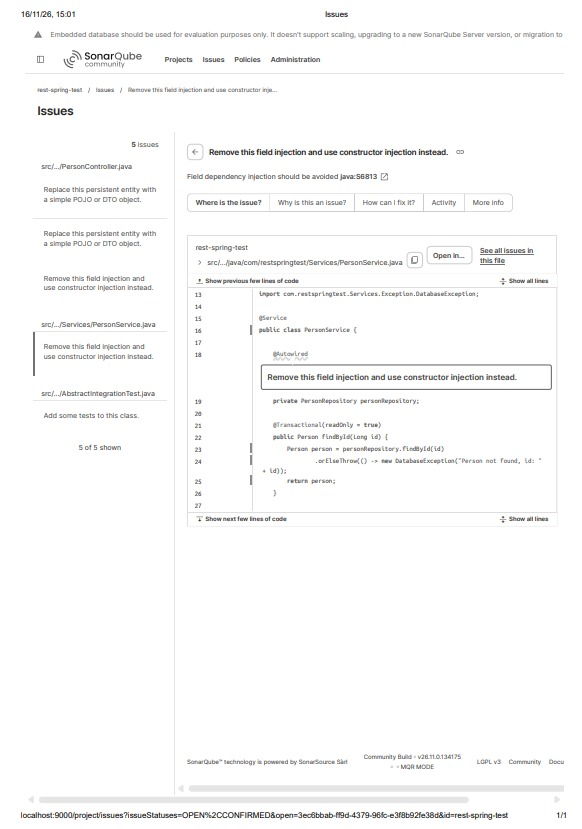 16/11/26, 15:01
Issues
Embedded database should be used for evaluation purposes only. It doesn't support scaling, upgrading to a new SonarQube Server version, or migration to
SonarQube
community
Projects Issues Policies Administration
rest-spring-test / Issues / Remove this field injection and use constructor inje...
Issues
5 issues
src/.../PersonController.java
Replace this persistent entity with
a simple POJO or DTO object.
Replace this persistent entity with
a simple POJO or DTO object.
Remove this field injection and
use constructor injection instead.
src/.../Services/PersonService.java
Remove this field injection and
use constructor injection instead.
src/.../AbstractIntegrationTest.java
Add some tests to this class.
5 of 5 shown
Remove this field injection and use constructor injection instead.
Field dependency injection should be avoided java:S6813
Where is the issue? Why is this an issue? How can I fix it? Activity More info
rest-spring-test
src/.../java/com/restspringtest/Services/PersonService.java
Open in...
See all issues in
this file
Show previous few lines of code
Show all lines
13 import com.restspringtest.Services.Exception.DatabaseException;
14
15 @Service
16 public class PersonService {
17
18 @Autowired
Remove this field injection and use constructor injection instead.
19 private PersonRepository personRepository;
20
21 @Transactional(readOnly = true)
22 public Person findById(Long id) {
23 Person person = personRepository.findById(id)
24 .orElseThrow(() -> new DatabaseException("Person not found, id: "
+ id));
25 return person;
26 }
27
Show next few lines of code
Show all lines
SonarQube™ technology is powered by SonarSource Sàrl
Community Build - v26.11.0.134175
- - MQR MODE
LGPL v3 Community Docu
localhost:9000/project/issues?issueStatuses=OPEN%2CCONFIRMED&open=3ec6bbab-ff9d-4379-96fc-e3f8b92fe38d&id=rest-spring-test
1/1